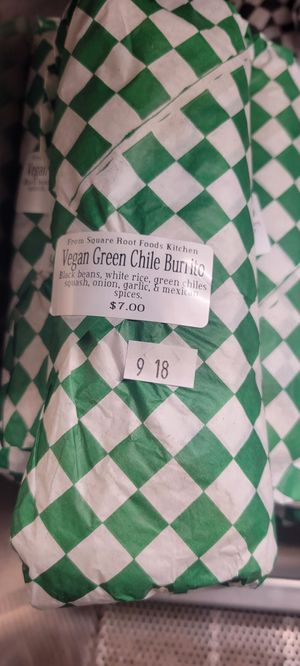 From Square Root Foods Kitchen
Vegan Green Chile Burrito
Black beans, white rice, green chiles
squash, onion, garlic, & mexican
spices.
$7.00
9 18
Vegan